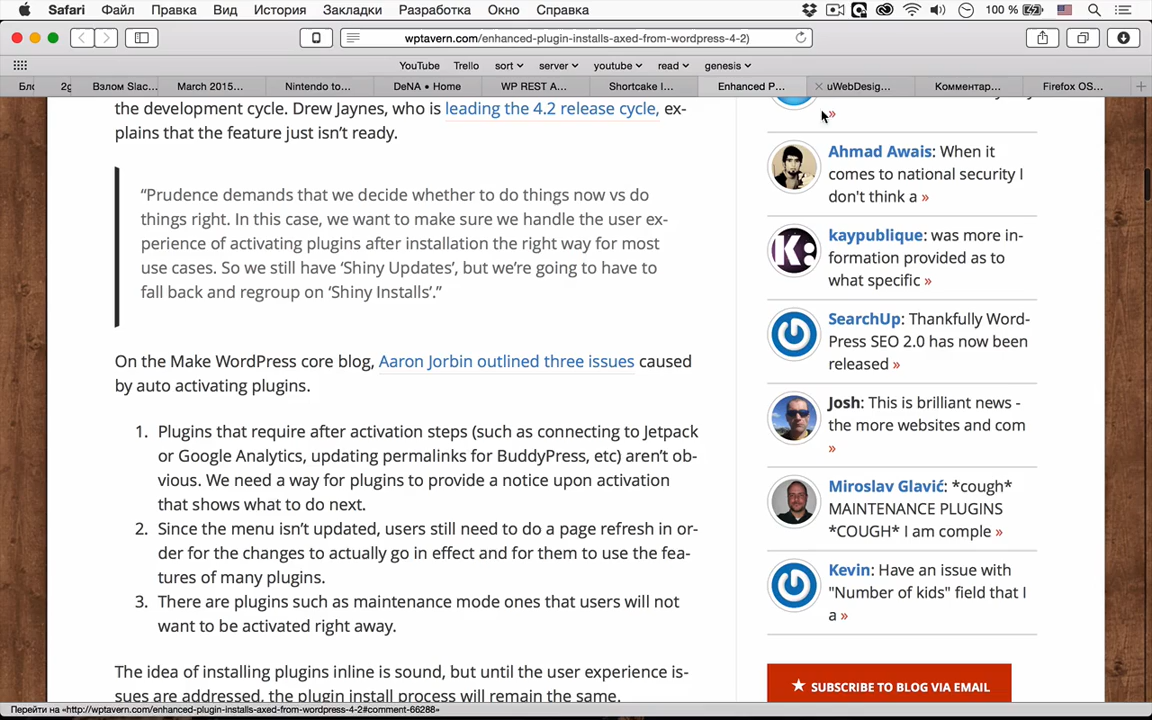 Safari Файл Правка Вид История Закладки Разработка Окно Справка 100 %
wptavern.com/enhanced-plugin-installs-axed-from-wordpress-4-2)
YouTube Trello sort server youtube read genesis
Бло 2g Взлом Slac... March 2015... Nintendo to... DeNA • Home WP REST A... Shortcake I... Enhanced P... uWebDesig... Комментар... Firefox OS...
the development cycle. Drew Jaynes, who is leading the 4.2 release cycle, ex-
plains that the feature just isn’t ready.
“Prudence demands that we decide whether to do things now vs do
things right. In this case, we want to make sure we handle the user ex-
perience of activating plugins after installation the right way for most
use cases. So we still have ‘Shiny Updates’, but we’re going to have to
fall back and regroup on ‘Shiny Installs’.”
On the Make WordPress core blog, Aaron Jorbin outlined three issues caused
by auto activating plugins.
1. Plugins that require after activation steps (such as connecting to Jetpack
or Google Analytics, updating permalinks for BuddyPress, etc) aren’t ob-
vious. We need a way for plugins to provide a notice upon activation
that shows what to do next.
2. Since the menu isn’t updated, users still need to do a page refresh in or-
der for the changes to actually go in effect and for them to use the fea-
tures of many plugins.
3. There are plugins such as maintenance mode ones that users will not
want to be activated right away.
The idea of installing plugins inline is sound, but until the user experience is-
sues are addressed, the plugin install process will remain the same.
»
Ahmad Awais: When it
comes to national security I
don't think a »
kaypublique: was more in-
formation provided as to
what specific »
SearchUp: Thankfully Word-
Press SEO 2.0 has now been
released »
Josh: This is brilliant news -
the more websites and com
»
Miroslav Glavić: *cough*
MAINTENANCE PLUGINS
*COUGH* I am comple »
Kevin: Have an issue with
"Number of kids" field that I
a »
★ SUBSCRIBE TO BLOG VIA EMAIL
Перейти на «http://wptavern.com/enhanced-plugin-installs-axed-from-wordpress-4-2#comment-66288»